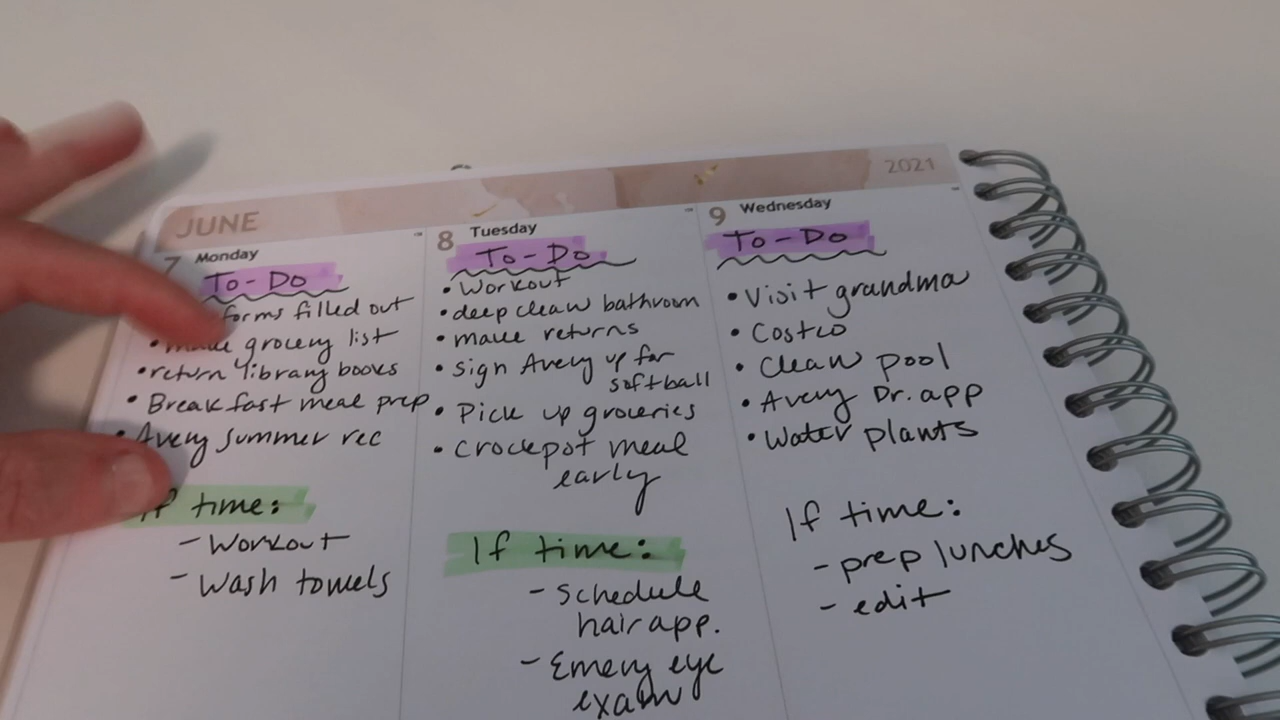 JUNE
2021
7 Monday
To-Do
forms filled out
• make grocery list
• return library books
• Breakfast meal prep
• Avery summer rec
If time:
- Workout
- Wash towels
8 Tuesday
To-Do
• Workout
• deep clean bathroom
• make returns
• sign Avery up for
softball
• Pick up groceries
• Crockpot meal
early
If time:
- Schedule
hair app.
- Emery eye
exam
9 Wednesday
To-Do
• Visit grandma
• Costco
• Clean pool
• Avery Dr. app
• Water plants
If time:
- prep lunches
- edit